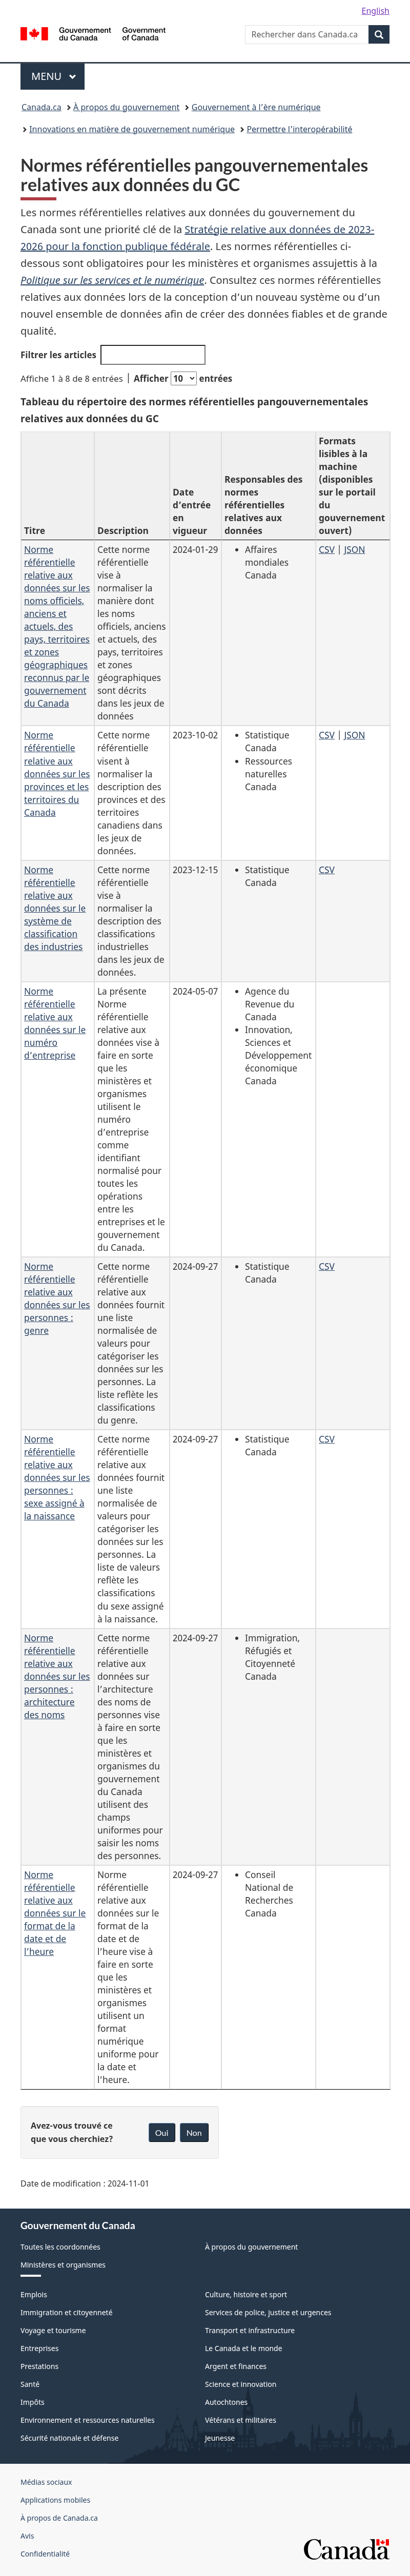 English
Gouvernement du Canada
Government of Canada
Rechercher dans Canada.ca
MENU
Canada.ca
À propos du gouvernement
Gouvernement à l'ère numérique
Innovations en matière de gouvernement numérique
Permettre l'interopérabilité
Normes référentielles pangouvernementales
relatives aux données du GC
Les normes référentielles relatives aux données du gouvernement du
Canada sont une priorité clé de la Stratégie relative aux données de 2023-
2026 pour la fonction publique fédérale. Les normes référentielles ci-
dessous sont obligatoires pour les ministères et organismes assujettis à la
Politique sur les services et le numérique. Consultez les normes référentielles
relatives aux données lors de la conception d'un nouveau système ou d'un
nouvel ensemble de données afin de créer des données fiables et de grande
qualité.
Filtrer les articles
Affiche 1 à 8 de 8 entrées | Afficher 10 entrées
Tableau du répertoire des normes référentielles pangouvernementales
relatives aux données du GC
Titre
Description
Date
d'entrée
en
vigueur
Responsables des
normes
référentielles
relatives aux
données
Formats
lisibles à la
machine
(disponibles
sur le portail
du
gouvernement
ouvert)
Norme
référentielle
relative aux
données sur les
noms officiels,
anciens et
actuels, des
pays, territoires
et zones
géographiques
reconnus par le
gouvernement
du Canada
Cette norme
référentielle
vise à
normaliser la
manière dont
les noms
officiels, anciens
et actuels, des
pays, territoires
et zones
géographiques
sont décrits
dans les jeux de
données
2024-01-29
Affaires
mondiales
Canada
CSV | JSON
Norme
référentielle
relative aux
données sur les
provinces et les
territoires du
Canada
Cette norme
référentielle
visent à
normaliser la
description des
provinces et des
territoires
canadiens dans
les jeux de
données.
2023-10-02
Statistique
Canada
Ressources
naturelles
Canada
CSV | JSON
Norme
référentielle
relative aux
données sur le
système de
classification
des industries
Cette norme
référentielle
vise à
normaliser la
description des
classifications
industrielles
dans les jeux de
données.
2023-12-15
Statistique
Canada
CSV
Norme
référentielle
relative aux
données sur le
numéro
d'entreprise
La présente
Norme
référentielle
relative aux
données vise à
faire en sorte
que les
ministères et
organismes
utilisent le
numéro
d'entreprise
comme
identifiant
normalisé pour
toutes les
opérations
entre les
entreprises et le
gouvernement
du Canada.
2024-05-07
Agence du
Revenue du
Canada
Innovation,
Sciences et
Développement
économique
Canada
Norme
référentielle
relative aux
données sur les
personnes :
genre
Cette norme
référentielle
relative aux
données fournit
une liste
normalisée de
valeurs pour
catégoriser les
données sur les
personnes. La
liste reflète les
classifications
du genre.
2024-09-27
Statistique
Canada
CSV
Norme
référentielle
relative aux
données sur les
personnes :
sexe assigné à
la naissance
Cette norme
référentielle
relative aux
données fournit
une liste
normalisée de
valeurs pour
catégoriser les
données sur les
personnes. La
liste de valeurs
reflète les
classifications
du sexe assigné
à la naissance.
2024-09-27
Statistique
Canada
CSV
Norme
référentielle
relative aux
données sur les
personnes :
architecture
des noms
Cette norme
référentielle
relative aux
données sur
l'architecture
des noms de
personnes vise
à faire en sorte
que les
ministères et
organismes du
gouvernement
du Canada
utilisent des
champs
uniformes pour
saisir les noms
des personnes.
2024-09-27
Immigration,
Réfugiés et
Citoyenneté
Canada
Norme
référentielle
relative aux
données sur le
format de la
date et de
l'heure
Norme
référentielle
relative aux
données sur le
format de la
date et de
l'heure vise à
faire en sorte
que les
ministères et
organismes
utilisent un
format
numérique
uniforme pour
la date et
l'heure.
2024-09-27
Conseil
National de
Recherches
Canada
Avez-vous trouvé ce
que vous cherchiez?
Oui
Non
Date de modification : 2024-11-01
Gouvernement du Canada
Toutes les coordonnées
À propos du gouvernement
Ministères et organismes
Emplois
Culture, histoire et sport
Immigration et citoyenneté
Services de police, justice et urgences
Voyage et tourisme
Transport et infrastructure
Entreprises
Le Canada et le monde
Prestations
Argent et finances
Santé
Science et innovation
Impôts
Autochtones
Environnement et ressources naturelles
Vétérans et militaires
Sécurité nationale et défense
Jeunesse
Médias sociaux
Applications mobiles
À propos de Canada.ca
Avis
Confidentialité
Canada